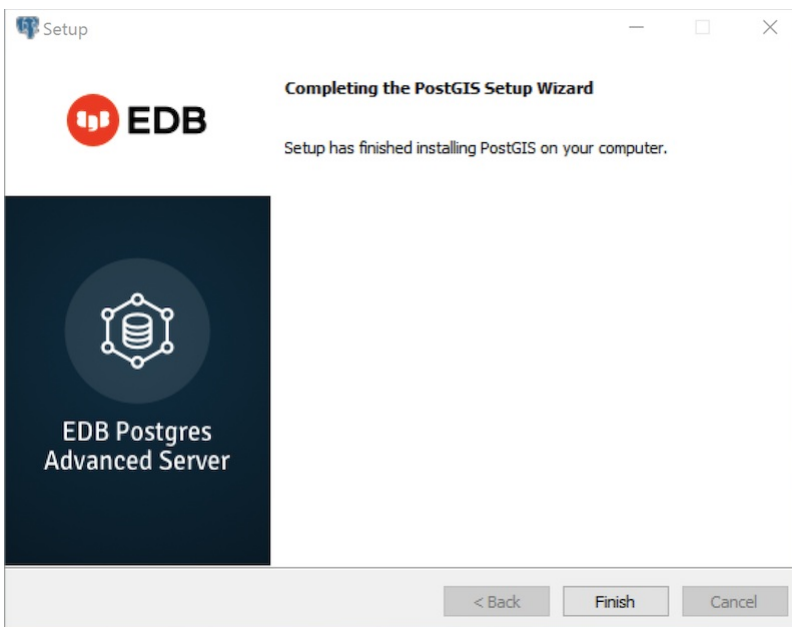 Setup
EDB
Completing the PostGIS Setup Wizard
Setup has finished installing PostGIS on your computer.
EDB Postgres
Advanced Server
< Back
Finish
Cancel